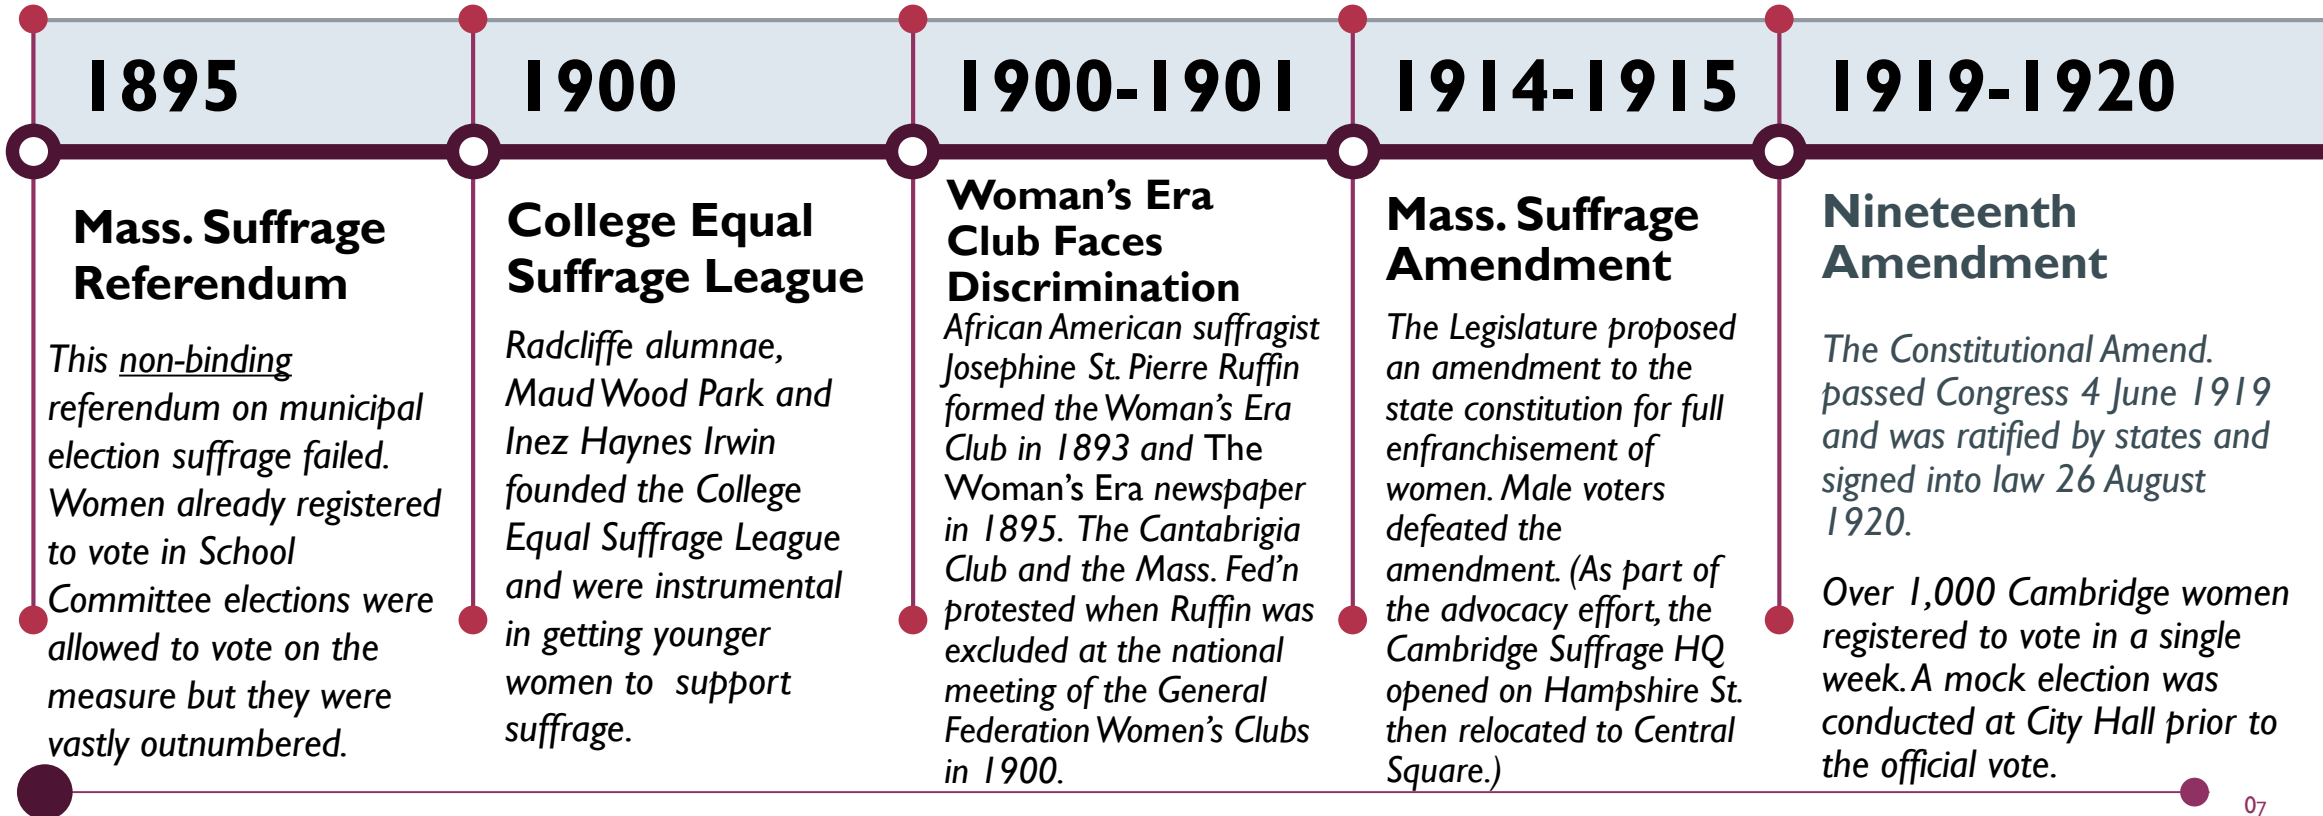 1895
Mass. Suffrage
Referendum
This non-binding
referendum on municipal
election suffrage failed.
Women already registered
to vote in School
Committee elections were
allowed to vote on the
measure but they were
vastly outnumbered.
1900
College Equal
Suffrage League
Radcliffe alumnae,
Maud Wood Park and
Inez Haynes Irwin
founded the College
Equal Suffrage League
and were instrumental
in getting younger
women to support
suffrage.
1900-1901
Woman's Era
Club Faces
Discrimination
African American suffragist
Josephine St. Pierre Ruffin
formed the Woman's Era
Club in 1893 and The
Woman's Era newspaper
in 1895. The Cantabrigia
Club and the Mass. Fed'n
protested when Ruffin was
excluded at the national
meeting of the General
Federation Women's Clubs
in 1900.
1914-1915
Mass. Suffrage
Amendment
The Legislature proposed
an amendment to the
state constitution for full
enfranchisement of
women. Male voters
defeated the
amendment. (As part of
the advocacy effort, the
Cambridge Suffrage HQ
opened on Hampshire St.
then relocated to Central
Square.)
1919-1920
Nineteenth
Amendment
The Constitutional Amend.
passed Congress 4 June 1919
and was ratified by states and
signed into law 26 August
1920.
Over 1,000 Cambridge women
registered to vote in a single
week. A mock election was
conducted at City Hall prior to
the official vote.
07